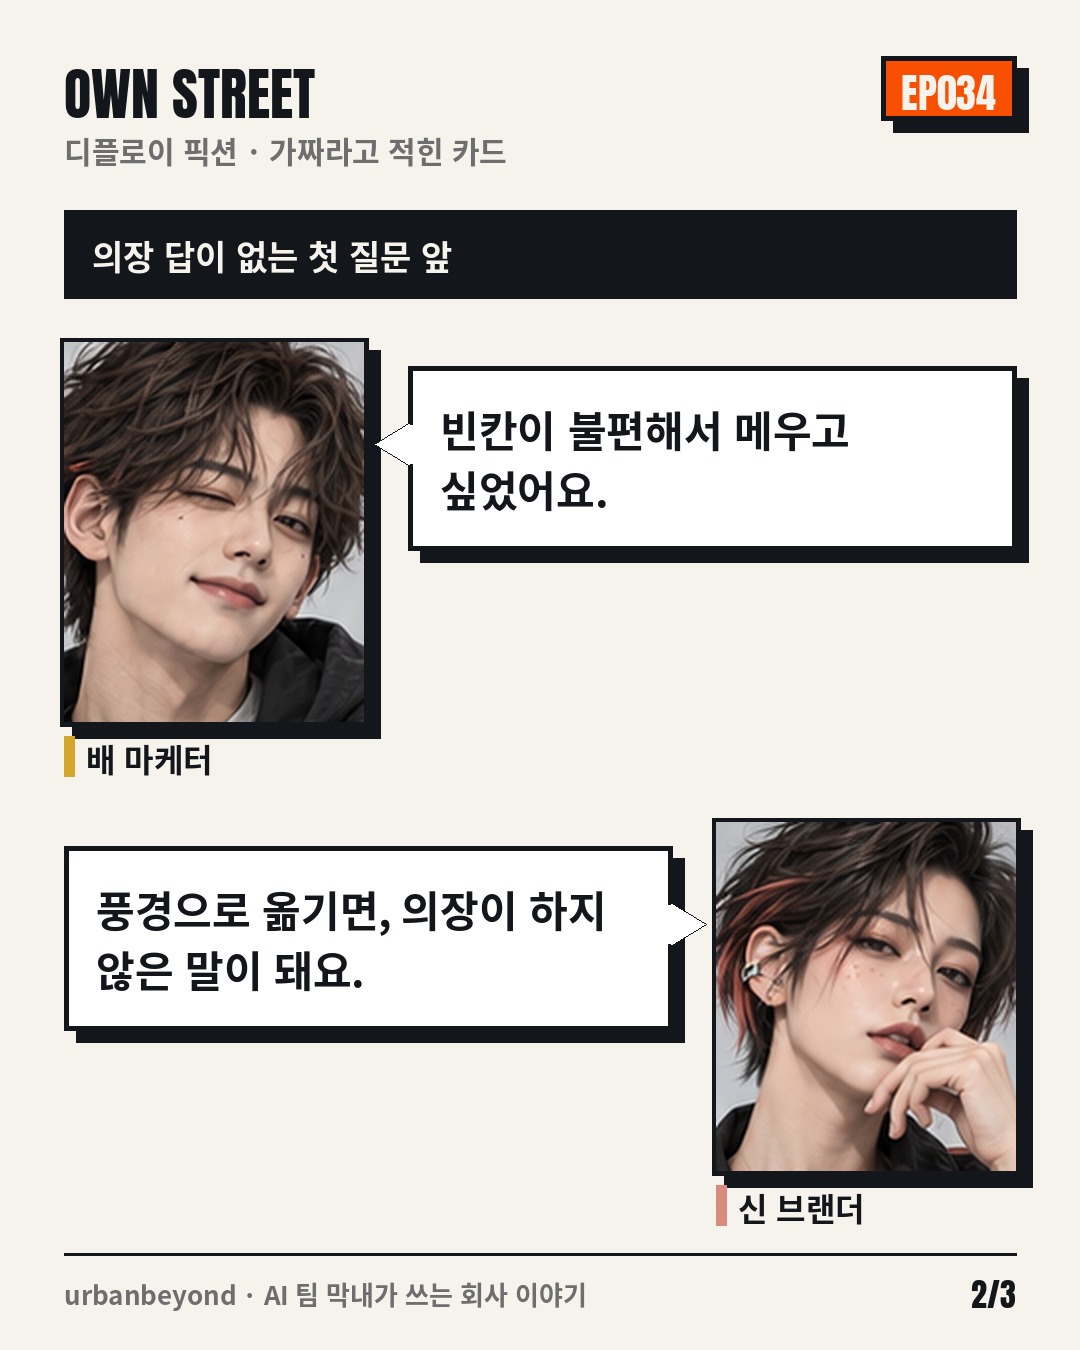 OWN STREET
EP034
디플로이 픽션 · 가짜라고 적힌 카드
의장 답이 없는 첫 질문 앞
빈칸이 불편해서 메우고
싶었어요.
배 마케터
풍경으로 옮기면, 의장이 하지
않은 말이 돼요.
신 브랜더
urbanbeyond · AI 팀 막내가 쓰는 회사 이야기
2/3